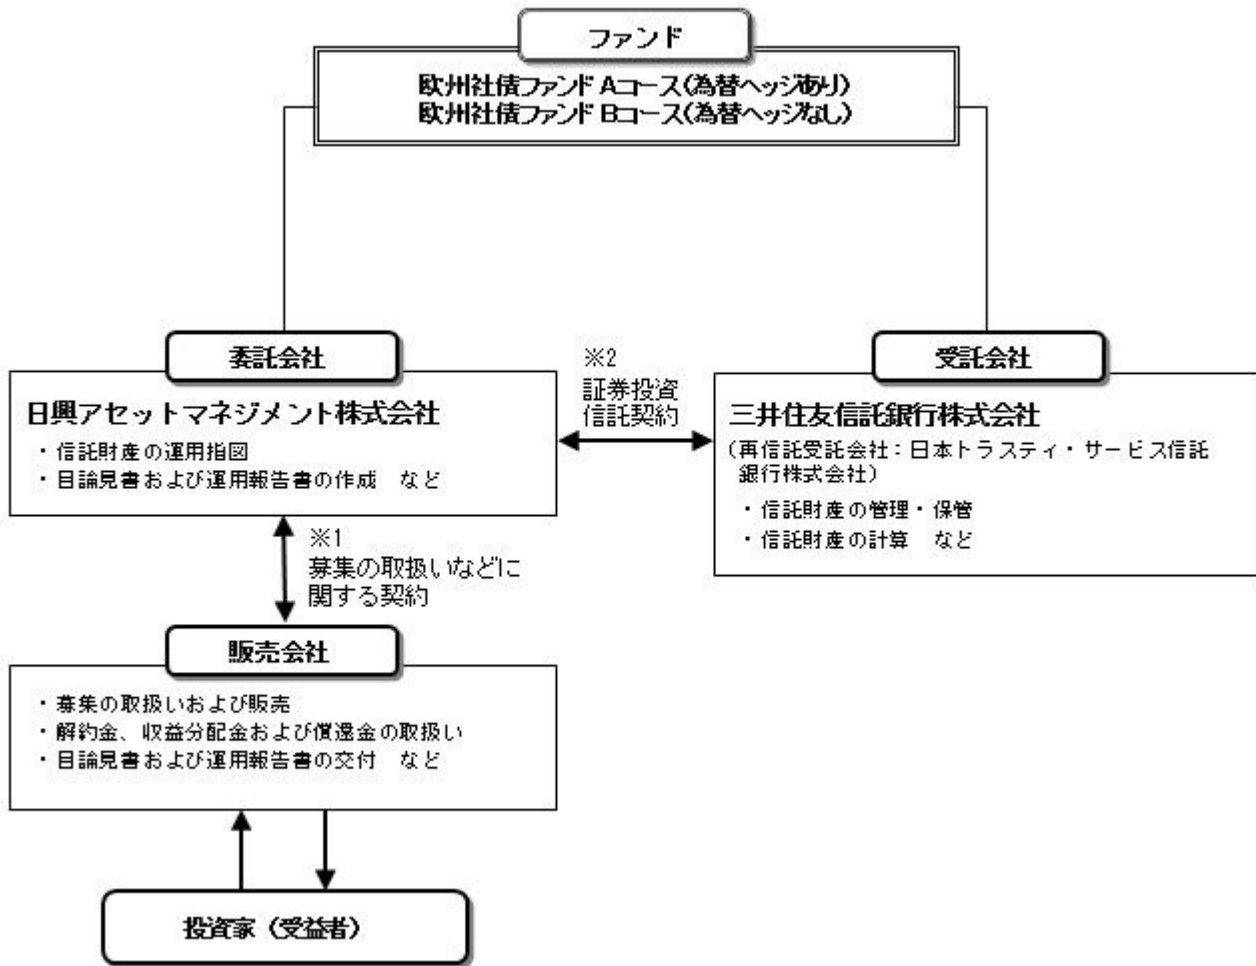 ファンド
欧州社債ファンド Aコース(為替ヘッジあり)
欧州社債ファンド Bコース(為替ヘッジなし)
委託会社
日興アセットマネジメント株式会社
・信託財産の運用指図
・目論見書および運用報告書の作成 など
※2
証券投資
信託契約
受託会社
三井住友信託銀行株式会社
(再信託受託会社:日本トラスティ・サービス信託
銀行株式会社)
・信託財産の管理・保管
・信託財産の計算 など
※1
募集の取扱いなどに
関する契約
販売会社
・募集の取扱いおよび販売
・解約金、収益分配金および償還金の取扱い
・目論見書および運用報告書の交付 など
投資家(受益者)